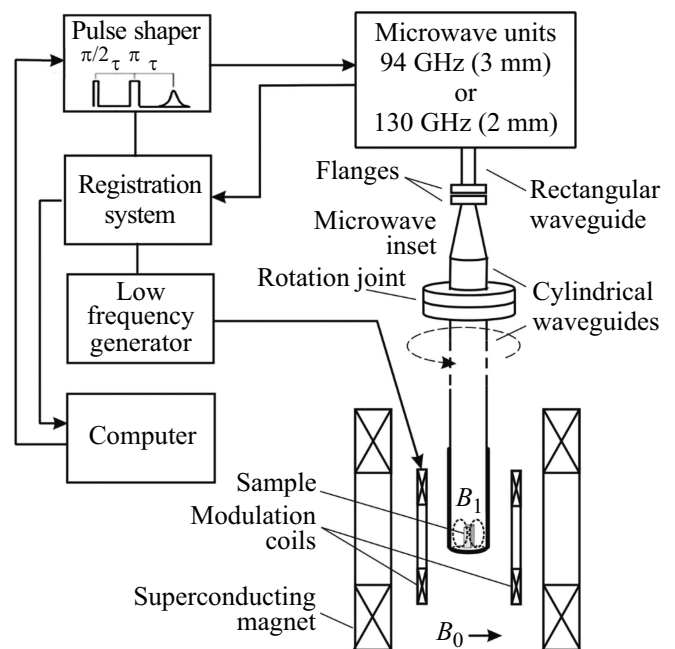 Pulse shaper
π/2 τ π τ
Microwave units
94 GHz (3 mm)
or
130 GHz (2 mm)
Registration
system
Flanges
Rectangular
waveguide
Microwave
inset
Rotation joint
Cylindrical
waveguides
Low
frequency
generator
Computer
Sample
B1
Modulation
coils
Superconducting
magnet
B0